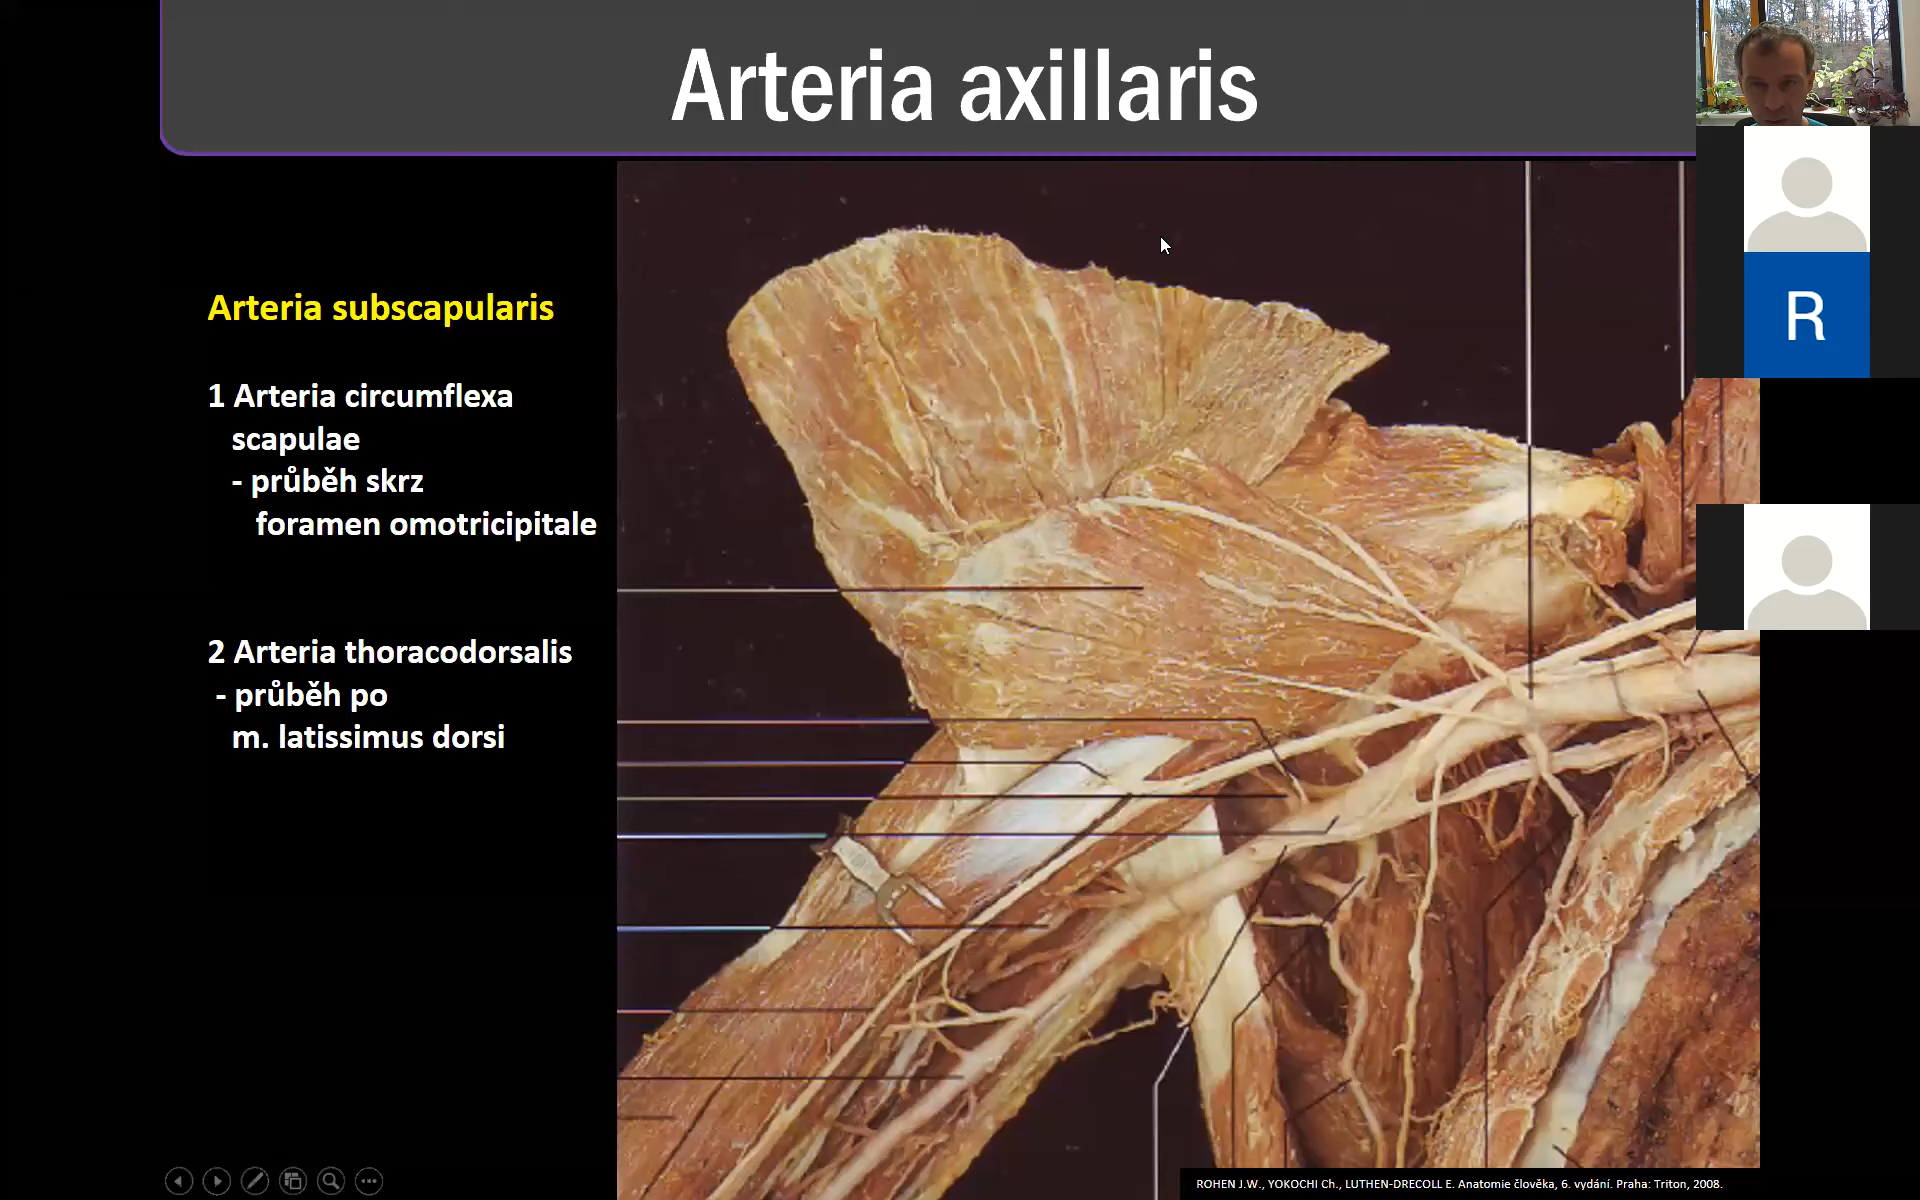 Arteria axillaris
Arteria subscapularis
1 Arteria circumflexa
scapulae
- průběh skrz
foramen omotricipitale
2 Arteria thoracodorsalis
- průběh po
m. latissimus dorsi
R
ROHEN J.W., YOKOCHI Ch., LUTHEN-DRECOLL E. Anatomie člověka, 6. vydání. Praha: Triton, 2008.